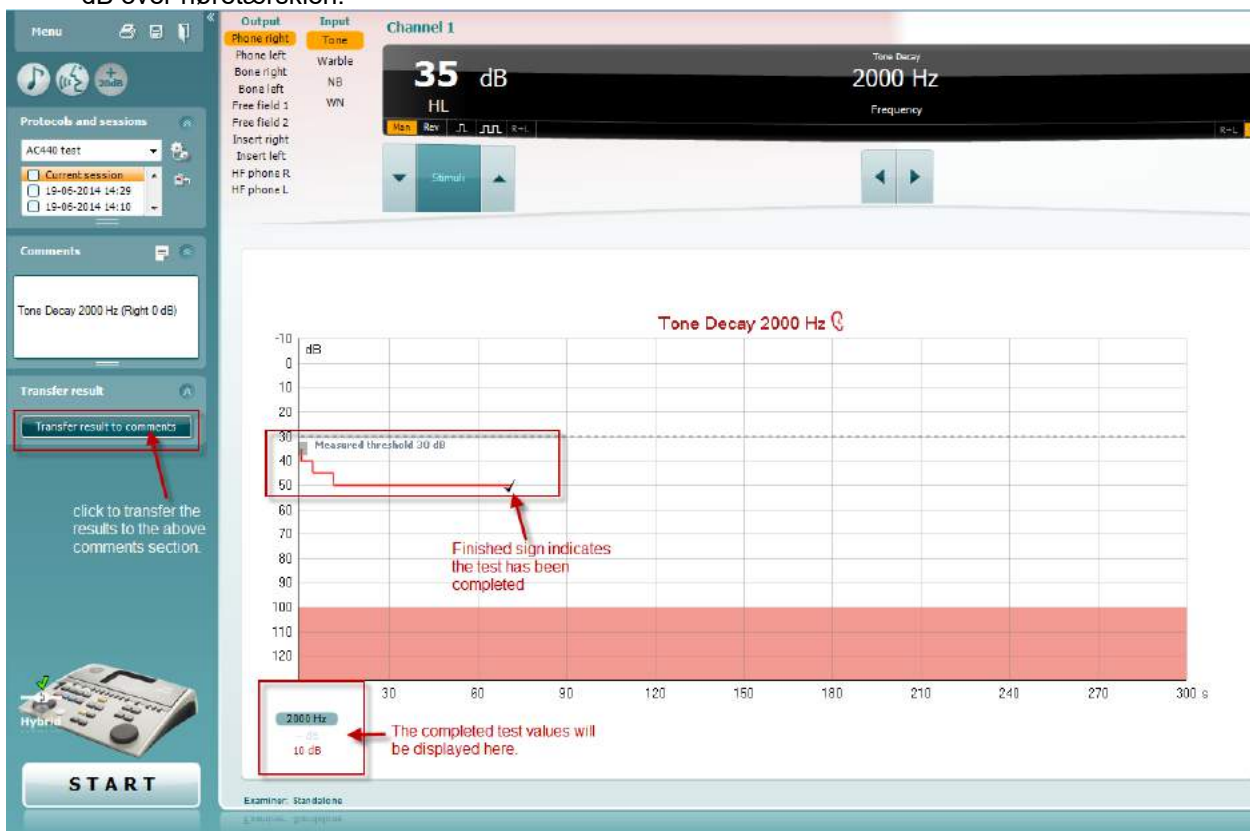 dB over høretærsklen.
Menu
Output
Input
Channel 1
Phone right
Tone
Phone left
Warble
Bone right
NB
Bone left
WN
Free field 1
Free field 2
Insert right
Insert left
HF phone R
HF phone L
35 dB
HL
Man Rev R+L
Tone Decay
2000 Hz
Frequency
R+L
Stimuli
20dB
Protocols and sessions
AC440 test
Current session
19-06-2014 14:29
19-06-2014 14:10
Comments
Tone Decay 2000 Hz (Right 0 dB)
Transfer result
Transfer result to comments
click to transfer the
results to the above
comments section.
Hybrid
START
Tone Decay 2000 Hz
dB
-10
0
10
20
30
40
50
60
70
80
90
100
110
120
Measured threshold 30 dB
Finished sign indicates
the test has been
completed
30 60 90 120 150 180 210 240 270 300 s
2000 Hz
-- dB
10 dB
The completed test values will
be displayed here.
Examiner: Standalone